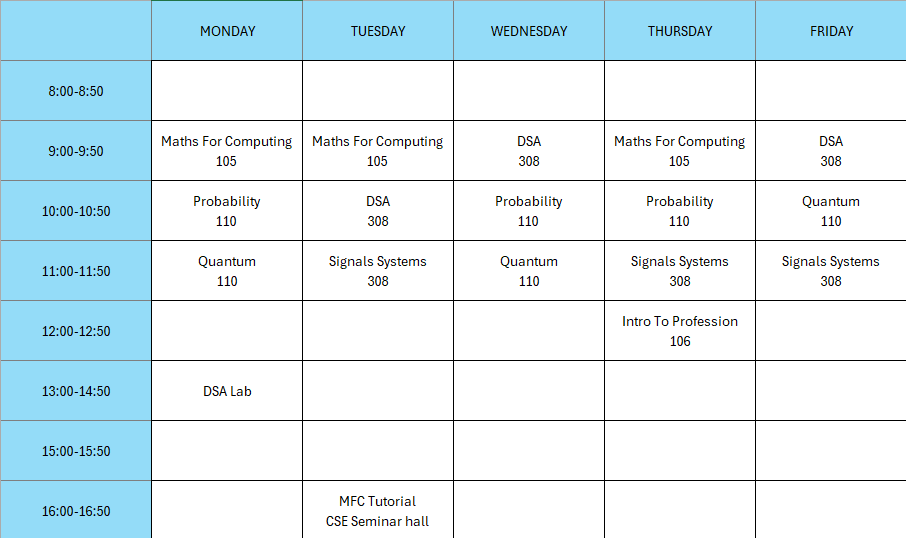 MONDAY TUESDAY WEDNESDAY THURSDAY FRIDAY
8:00-8:50
9:00-9:50
Maths For Computing
105
Maths For Computing
105
DSA
308
Maths For Computing
105
DSA
308
10:00-10:50
Probability
110
DSA
308
Probability
110
Probability
110
Quantum
110
11:00-11:50
Quantum
110
Signals Systems
308
Quantum
110
Signals Systems
308
Signals Systems
308
12:00-12:50
Intro To Profession
106
13:00-14:50
DSA Lab
15:00-15:50
16:00-16:50
MFC Tutorial
CSE Seminar hall